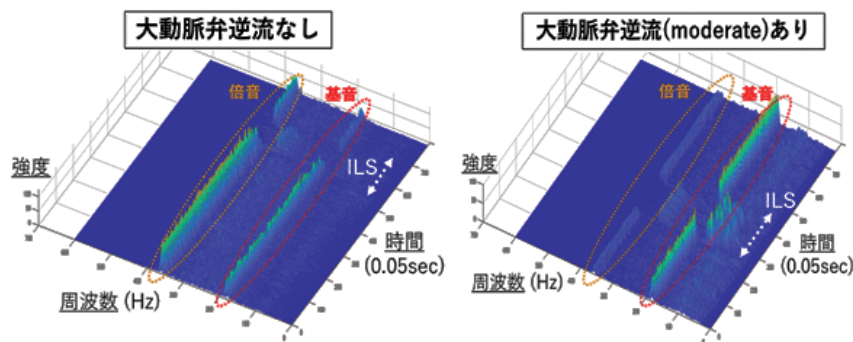 大動脈弁逆流なし
倍音
基音
ILS
強度
時間
(0.05sec)
周波数 (Hz)
大動脈弁逆流(moderate)あり
倍音
基音
ILS
強度
時間
(0.05sec)
周波数 (Hz)